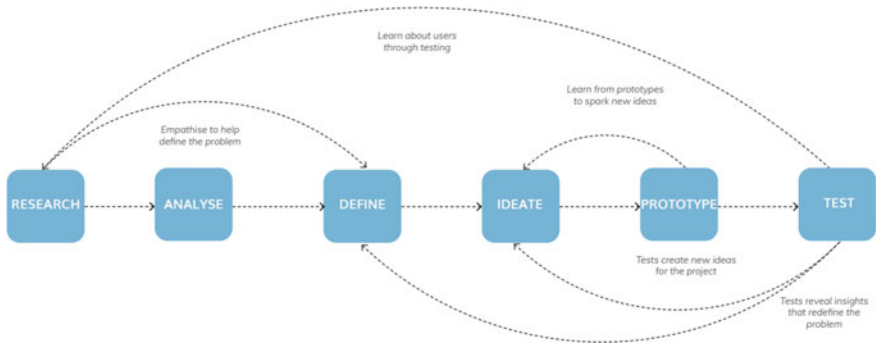 Learn about users
through testing
Learn from prototypes
to spark new ideas
Empathise to help
define the problem
RESEARCH
ANALYSE
DEFINE
IDEATE
PROTOTYPE
TEST
Tests create new ideas
for the project
Tests reveal insights
that redefine the
problem